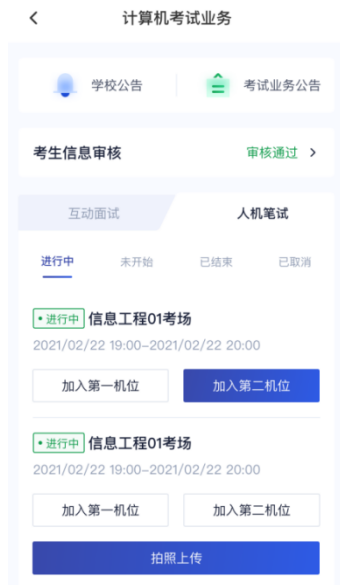 计算机考试业务
学校公告 考试业务公告
考生信息审核 审核通过
互动面试 人机笔试
进行中 未开始 已结束 已取消
进行中 信息工程01考场
2021/02/22 19:00-2021/02/22 20:00
加入第一机位 加入第二机位
进行中 信息工程01考场
2021/02/22 19:00-2021/02/22 20:00
加入第一机位 加入第二机位
拍照上传